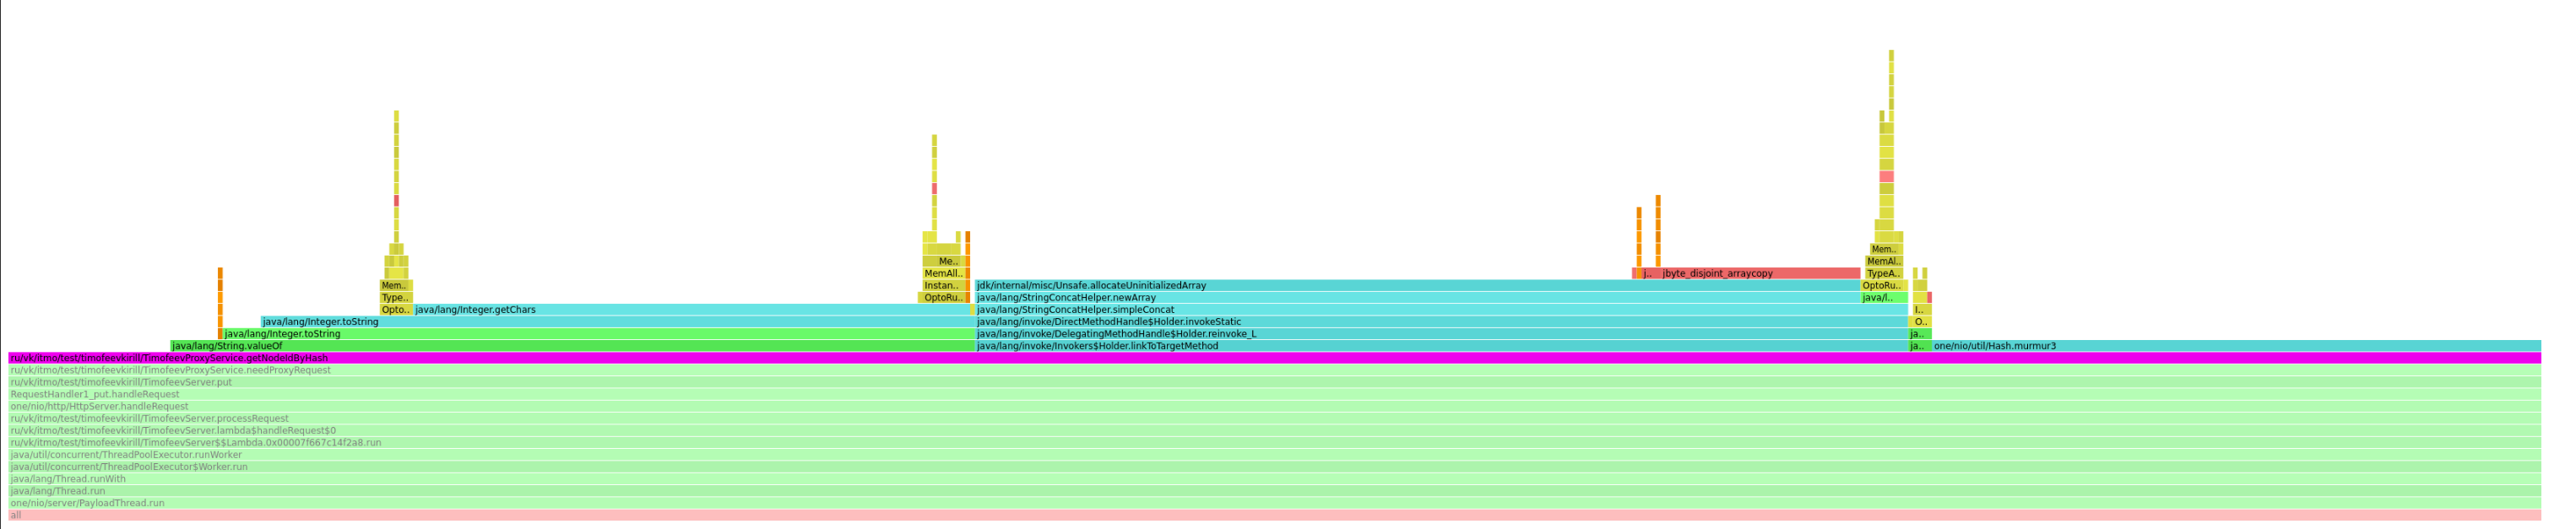 Mem..
Me..
MemAl..
MemAll..
jbyte_disjoint_arraycopy
j..
TypeA..
Mem..
Instan..
jdk/internal/misc/Unsafe.allocateUninitializedArray
OptoRu..
Type..
OptoRu..
java/lang/StringConcatHelper.newArray
java/l..
Opto..
java/lang/Integer.getChars
java/lang/StringConcatHelper.simpleConcat
I..
java/lang/Integer.toString
java/lang/invoke/DirectMethodHandle$Holder.invokeStatic
O..
java/lang/Integer.toString
java/lang/invoke/DelegatingMethodHandle$Holder.reinvoke_L
ja..
java/lang/String.valueOf
java/lang/invoke/Invokers$Holder.linkToTargetMethod
ja..
one/nio/util/Hash.murmur3
ru/vk/itmo/test/timofeevkirill/TimofeevProxyService.getNodeIdByHash
ru/vk/itmo/test/timofeevkirill/TimofeevProxyService.needProxyRequest
ru/vk/itmo/test/timofeevkirill/TimofeevServer.put
RequestHandler1_put.handleRequest
one/nio/http/HttpServer.handleRequest
ru/vk/itmo/test/timofeevkirill/TimofeevServer.processRequest
ru/vk/itmo/test/timofeevkirill/TimofeevServer.lambda$handleRequest$0
ru/vk/itmo/test/timofeevkirill/TimofeevServer$$Lambda.0x00007f667c14f2a8.run
java/util/concurrent/ThreadPoolExecutor.runWorker
java/util/concurrent/ThreadPoolExecutor$Worker.run
java/lang/Thread.runWith
java/lang/Thread.run
one/nio/server/PayloadThread.run
all